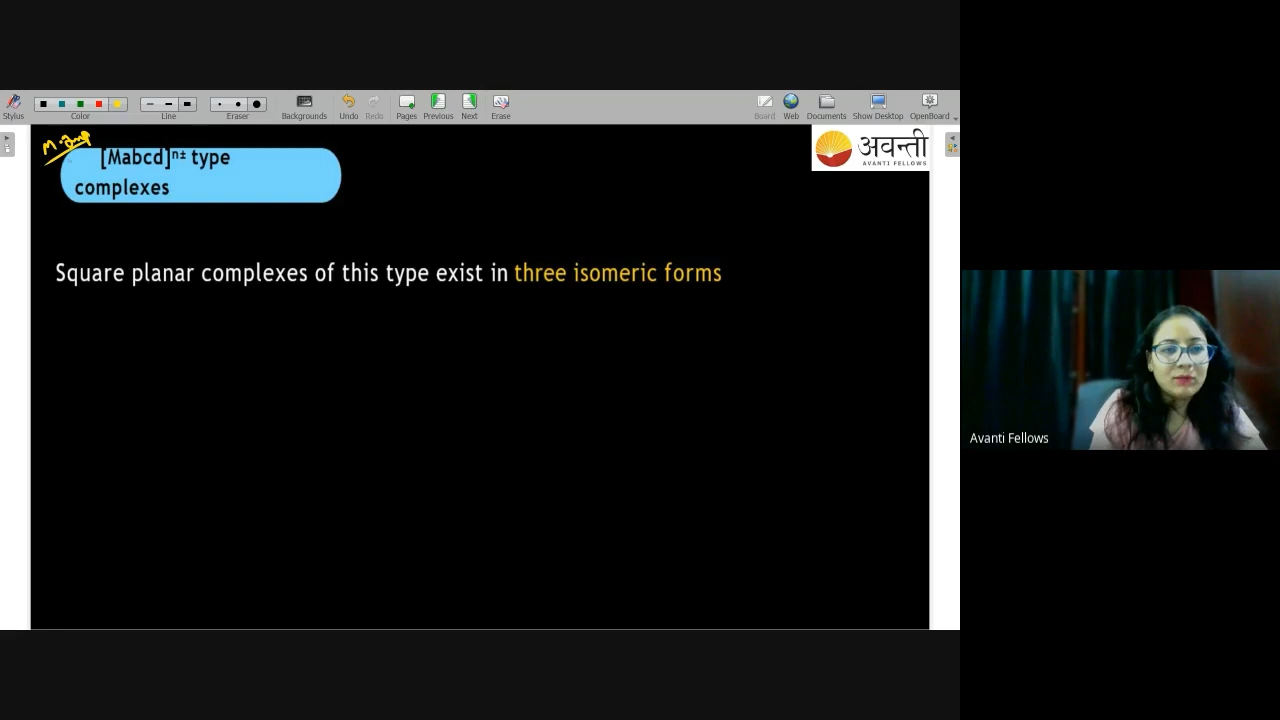 Stylus
Color
Line
Eraser
Backgrounds
Undo
Redo
Pages
Previous
Next
Erase
Board
Web
Documents
Show Desktop
OpenBoard
[Mabcd]ⁿ± type
complexes
अवन्ती
AVANTI FELLOWS
Square planar complexes of this type exist in three isomeric forms
Avanti Fellows